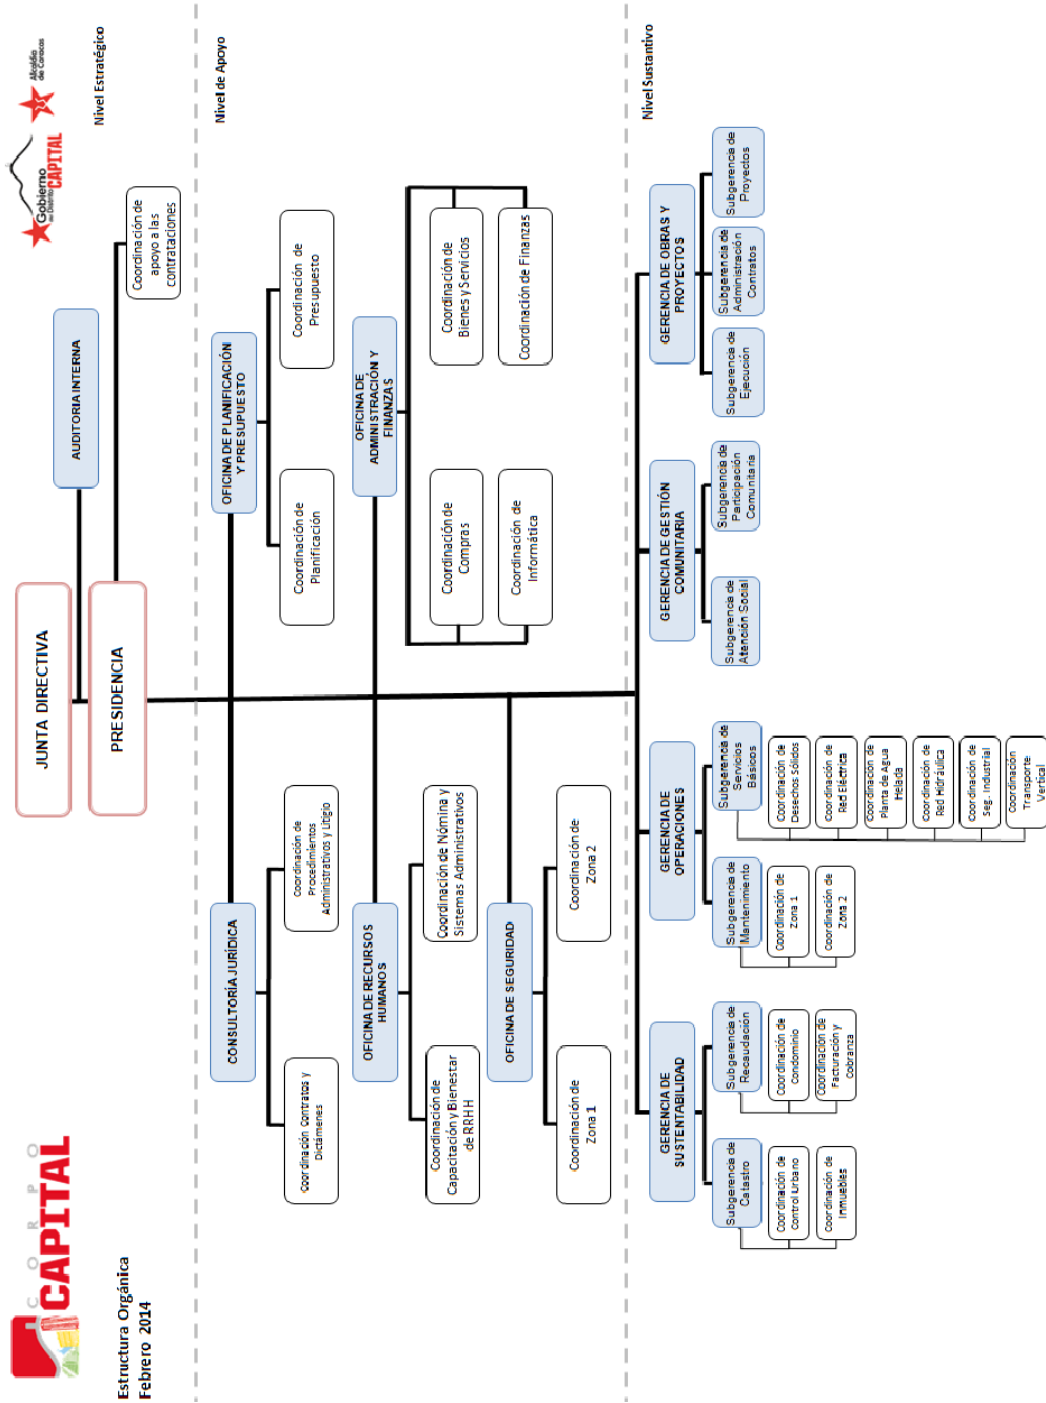 CORPO
CAPITAL
Gobierno
del Distrito
CAPITAL
Alcaldía
de Caracas
Estructura Orgánica
Febrero 2014
Nivel Estratégico
JUNTA DIRECTIVA
AUDITORIA INTERNA
PRESIDENCIA
Coordinación de
apoyo a las
contrataciones
Nivel de Apoyo
CONSULTORÍA JURÍDICA
Coordinación Contratos y
Dictámenes
Coordinación de
Procedimientos
Administrativos y Litigio
OFICINA DE PLANIFICACIÓN
Y PRESUPUESTO
Coordinación de
Planificación
Coordinación de
Presupuesto
OFICINA DE RECURSOS
HUMANOS
Coordinación de
Capacitación y Bienestar
de RRHH
Coordinación de Nómina y
Sistemas Administrativos
OFICINA DE
ADMINISTRACIÓN Y
FINANZAS
Coordinación de
Compras
Coordinación de
Informática
Coordinación de
Bienes y Servicios
Coordinación de Finanzas
OFICINA DE SEGURIDAD
Coordinación de
Zona 1
Coordinación de
Zona 2
Nivel Sustantivo
GERENCIA DE
SUSTENTABILIDAD
Subgerencia de
Catastro
Coordinación de
Control Urbano
Coordinación de
Inmuebles
Subgerencia de
Recaudación
Coordinación de
Condominio
Coordinación de
Facturación y
Cobranza
GERENCIA DE
OPERACIONES
Subgerencia de
Mantenimiento
Coordinación de
Zona 1
Coordinación de
Zona 2
Subgerencia de
Servicios
Básicos
Coordinación de
Desechos Sólidos
Coordinación de
Red Eléctrica
Coordinación de
Planta de Agua
Helada
Coordinación de
Red Hidráulica
Coordinación de
Seg. Industrial
Coordinación
Transporte
Vertical
GERENCIA DE GESTIÓN
COMUNITARIA
Subgerencia de
Atención Social
Subgerencia de
Participación
Comunitaria
GERENCIA DE OBRAS Y
PROYECTOS
Subgerencia de
Ejecución
Subgerencia de
Administración
Contratos
Subgerencia de
Proyectos